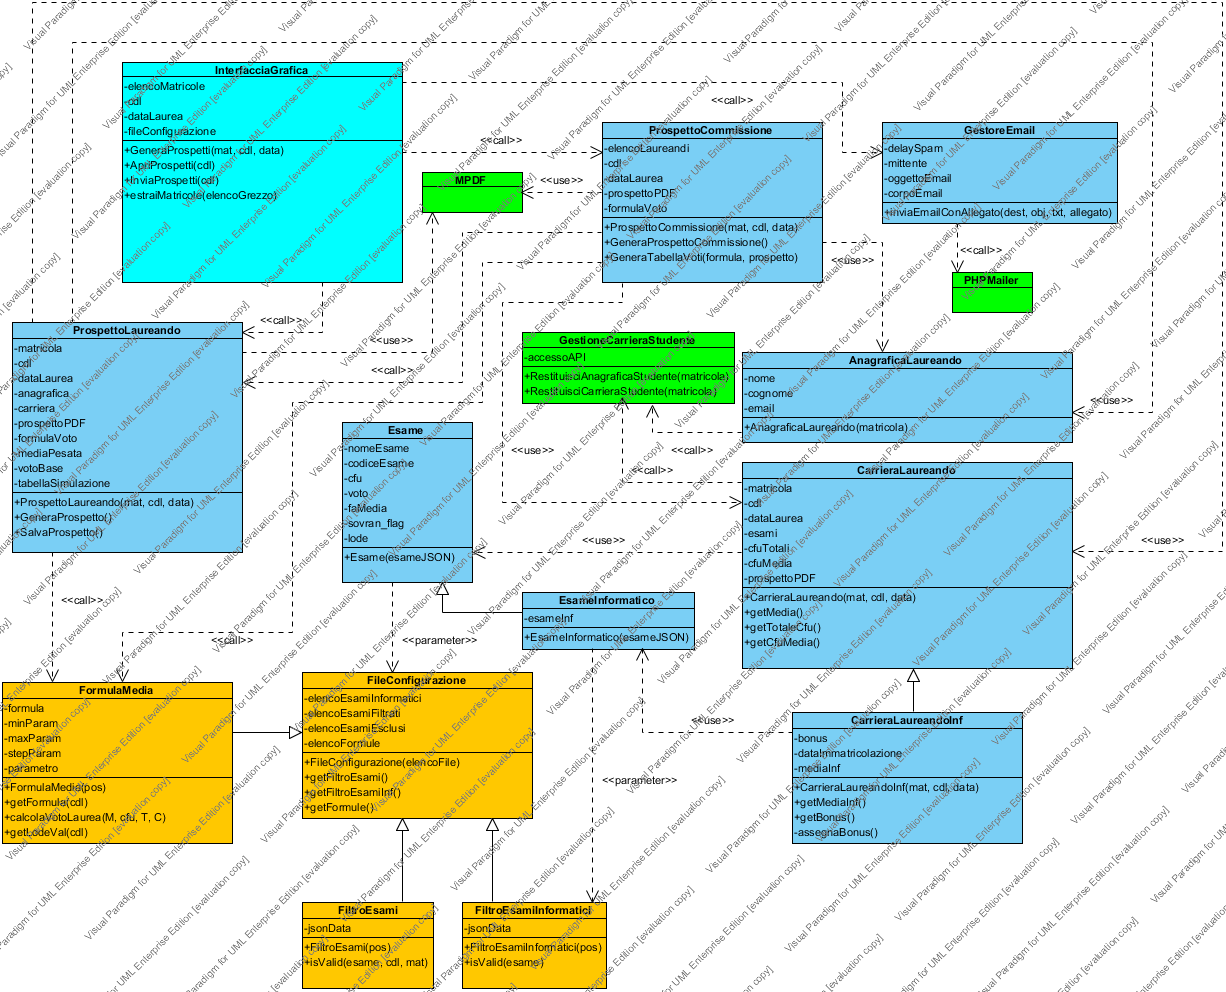 InterfacciaGrafica
-elencoMatricole
-cdl
-dataLaurea
-fileConfigurazione
+GeneraProspetti(mat, cdl, data)
+ApriProspetti(cdl)
+InviaProspetti(cdl)
+estraiMatricole(elencoGrezzo)
<<call>>
<<call>>
ProspettoCommissione
-elencoLaureandi
-cdl
-dataLaurea
-prospettoPDF
-formulaVoto
+ProspettoCommissione(mat, cdl, data)
+GeneraProspettoCommissione()
+GeneraTabellaVoti(formula, prospetto)
GestoreEmail
-delaySpam
-mittente
-oggettoEmail
-corpoEmail
+inviaEmailConAllegato(dest, obj, txt, allegato)
MPDF
<<use>>
<<use>>
<<call>>
PHPMailer
<<call>>
<<use>>
<<call>>
ProspettoLaureando
-matricola
-cdl
-dataLaurea
-anagrafica
-carriera
-prospettoPDF
-formulaVoto
-mediaPesata
-votoBase
-tabellaSimulazione
+ProspettoLaureando(mat, cdl, data)
+GeneraProspetto()
+SalvaProspetto()
GestioneCarrieraStudente
-accessoAPI
+RestituisciAnagraficaStudente(matricola)
+RestituisciCarrieraStudente(matricola)
AnagraficaLaureando
-nome
-cognome
-email
+AnagraficaLaureando(matricola)
<<use>>
Esame
-nomeEsame
-codiceEsame
-cfu
-voto
-faMedia
-sovran_flag
-lode
+Esame(esameJSON)
<<use>>
<<call>>
<<call>>
CarrieraLaureando
-matricola
-cdl
-dataLaurea
-esami
-cfuTotali
-cfuMedia
-prospettoPDF
+CarrieraLaureando(mat, cdl, data)
+getMedia()
+getTotaleCfu()
+getCfuMedia()
<<use>>
<<use>>
EsameInformatico
-esameInf
+EsameInformatico(esameJSON)
<<call>>
<<call>>
<<parameter>>
FormulaMedia
-formula
-minParam
-maxParam
-stepParam
-parametro
+FormulaMedia(pos)
+getFormula(cdl)
+calcolaVotoLaurea(M, cfu, T, C)
+getLodeVal(cdl)
FileConfigurazione
-elencoEsamiInformatici
-elencoEsamiFiltrati
-elencoEsamiEsclusi
-elencoFormule
+FileConfigurazione(elencoFile)
+getFiltroEsami()
+getFiltroEsamiInf()
+getFormule()
<<use>>
<<parameter>>
CarrieraLaureandoInf
-bonus
-dataImmatricolazione
-mediaInf
+CarrieraLaureandoInf(mat, cdl, data)
+getMediaInf()
+getBonus()
-assegnaBonus()
FiltroEsami
-jsonData
+FiltroEsami(pos)
+isValid(esame, cdl, mat)
FiltroEsamiInformatici
-jsonData
+FiltroEsamiInformatici(pos)
+isValid(esame)
Visual Paradigm for UML Enterprise Edition [evaluation copy]